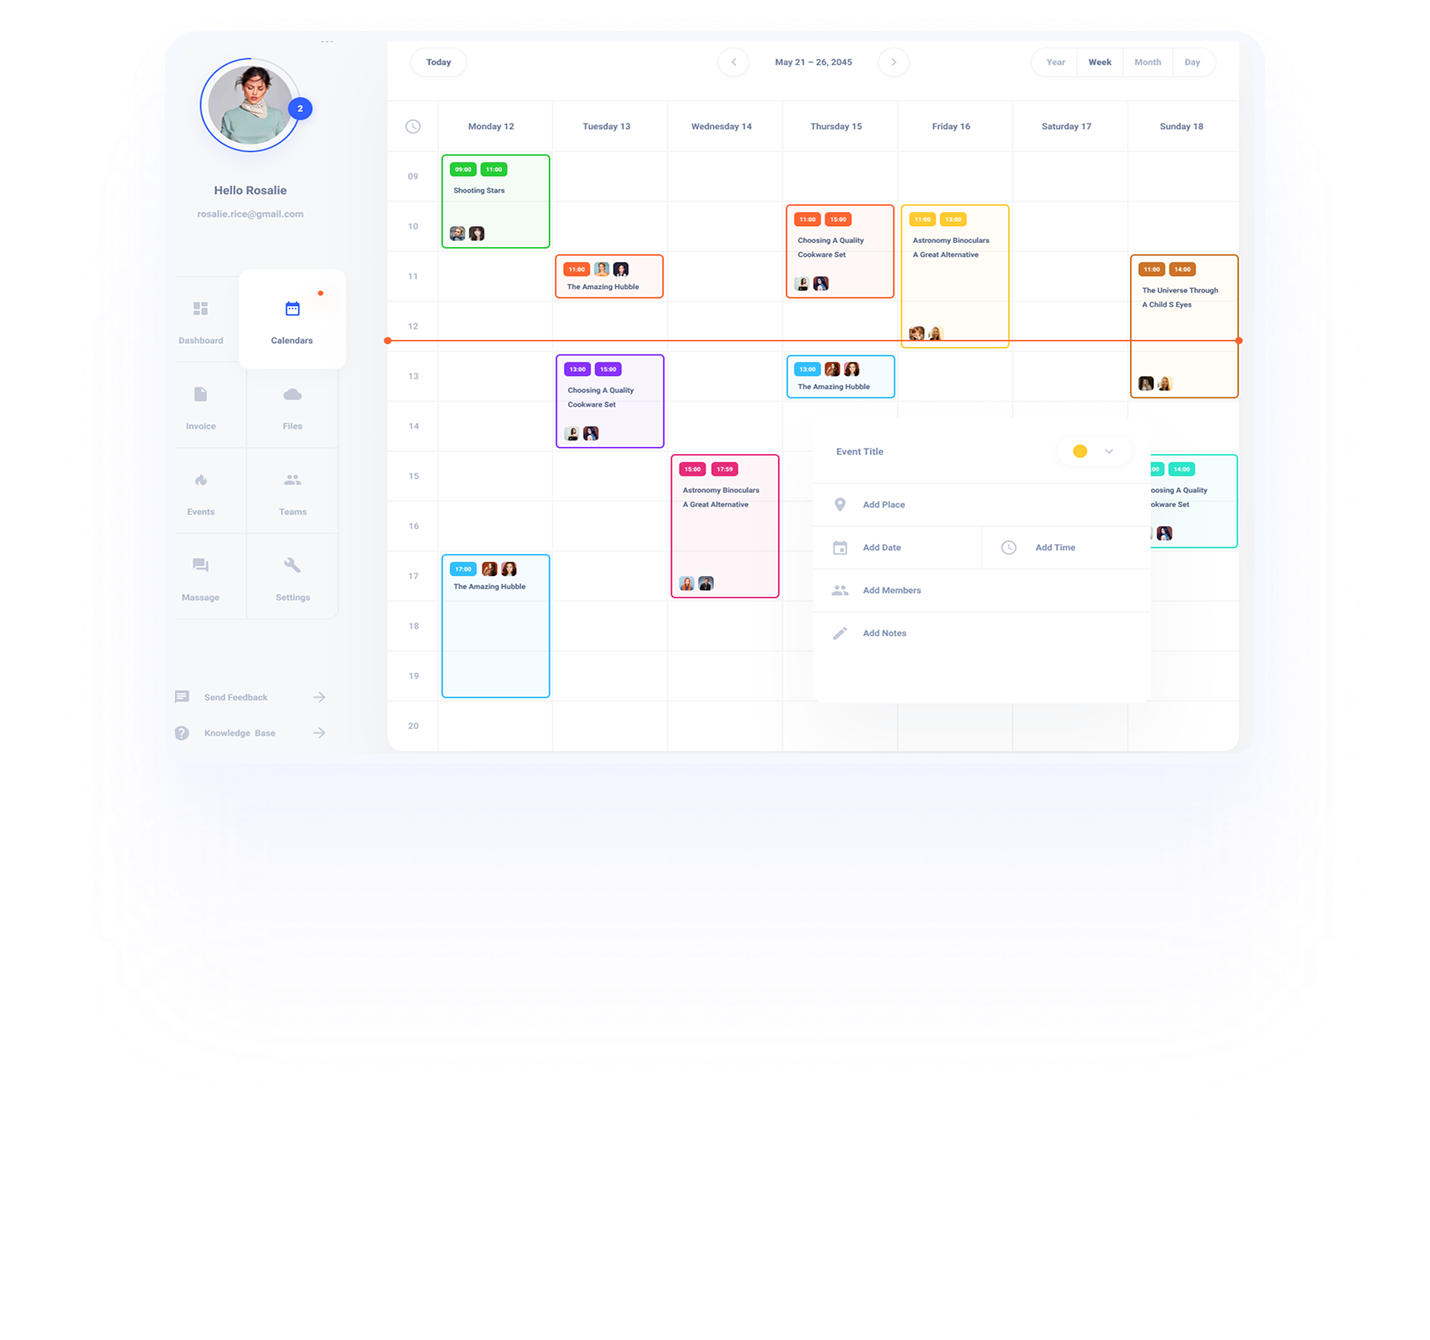 2
Hello Rosalie
rosalie.rice@gmail.com
Dashboard
Calendars
Invoice
Files
Events
Teams
Massage
Settings
Send Feedback
Knowledge Base
Today
May 21 – 26, 2045
Year Week Month Day
Monday 12
Tuesday 13
Wednesday 14
Thursday 15
Friday 16
Saturday 17
Sunday 18
09
10
11
12
13
14
15
16
17
18
19
20
09:00 11:00
Shooting Stars
17:00
The Amazing Hubble
11:00
The Amazing Hubble
13:00 15:00
Choosing A Quality
Cookware Set
15:00 17:59
Astronomy Binoculars
A Great Alternative
11:00 15:00
Choosing A Quality
Cookware Set
13:00
The Amazing Hubble
11:00 13:00
Astronomy Binoculars
A Great Alternative
11:00 14:00
The Universe Through
A Child S Eyes
:00 14:00
oosing A Quality
okware Set
Event Title
Add Place
Add Date
Add Time
Add Members
Add Notes